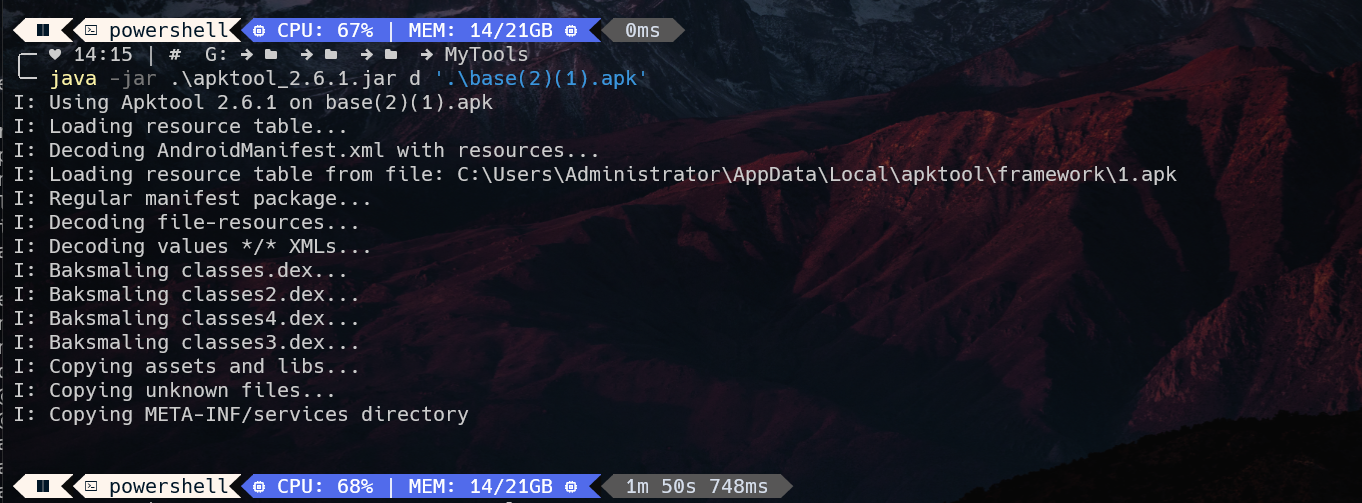 powershell CPU: 67% | MEM: 14/21GB 0ms
♥ 14:15 | # G: → → → → MyTools
java -jar .\apktool_2.6.1.jar d '.\base(2)(1).apk'
I: Using Apktool 2.6.1 on base(2)(1).apk
I: Loading resource table...
I: Decoding AndroidManifest.xml with resources...
I: Loading resource table from file: C:\Users\Administrator\AppData\Local\apktool\framework\1.apk
I: Regular manifest package...
I: Decoding file-resources...
I: Decoding values */* XMLs...
I: Baksmaling classes.dex...
I: Baksmaling classes2.dex...
I: Baksmaling classes4.dex...
I: Baksmaling classes3.dex...
I: Copying assets and libs...
I: Copying unknown files...
I: Copying META-INF/services directory
powershell CPU: 68% | MEM: 14/21GB 1m 50s 748ms